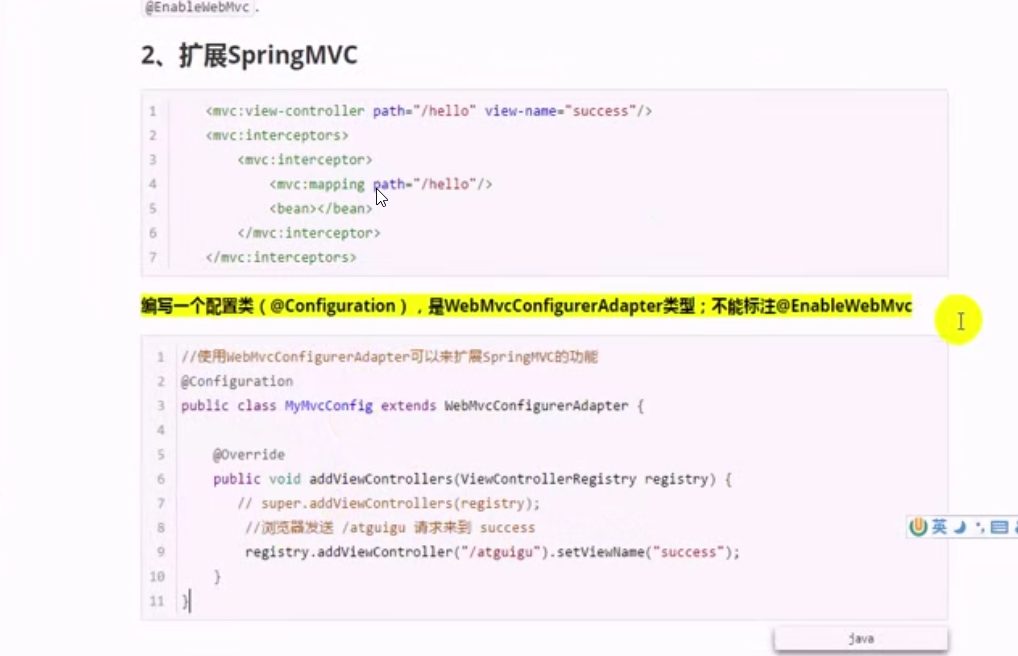 @EnableWebMvc.
2、扩展SpringMVC
1 <mvc:view-controller path="/hello" view-name="success"/>
2 <mvc:interceptors>
3 <mvc:interceptor>
4 <mvc:mapping path="/hello"/>
5 <bean></bean>
6 </mvc:interceptor>
7 </mvc:interceptors>
编写一个配置类（@Configuration），是WebMvcConfigurerAdapter类型；不能标注@EnableWebMvc
1 //使用WebMvcConfigurerAdapter可以来扩展SpringMVC的功能
2 @Configuration
3 public class MyMvcConfig extends WebMvcConfigurerAdapter {
4
5 @Override
6 public void addViewControllers(ViewControllerRegistry registry) {
7 // super.addViewControllers(registry);
8 //浏览器发送 /atguigu 请求来到 success
9 registry.addViewController("/atguigu").setViewName("success");
10 }
11 }
英
java